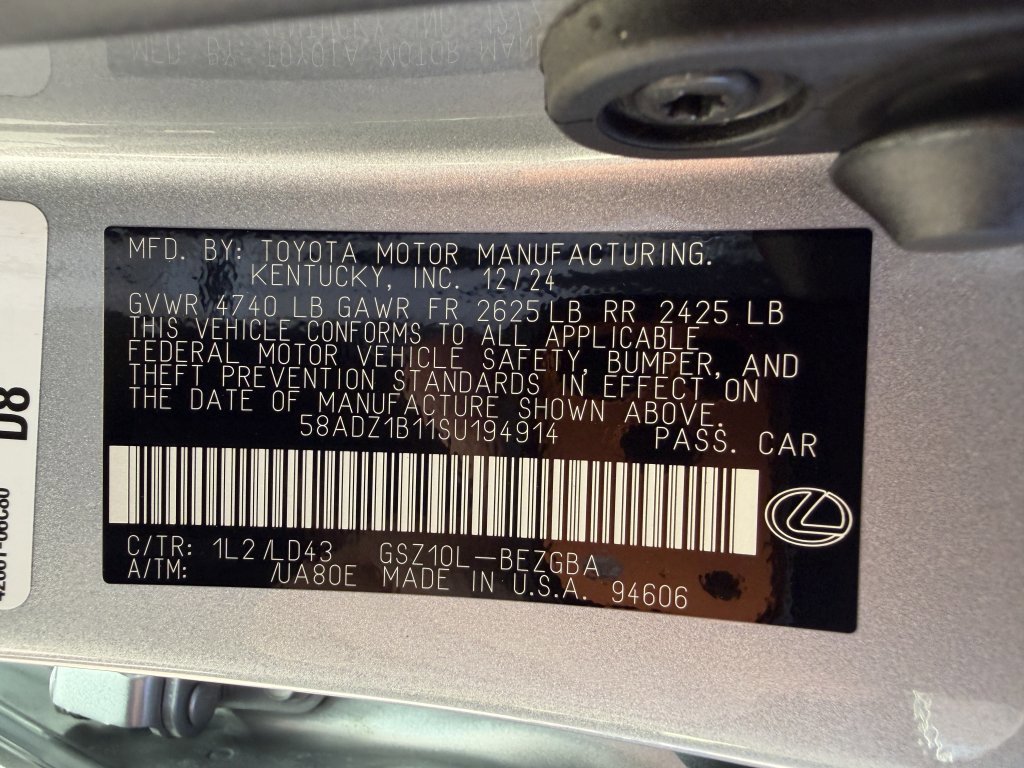 MFD. BY: TOYOTA MOTOR MANUFACTURING.
KENTUCKY, INC. 12/24
GVWR 4740 LB GAWR FR 2625 LB RR 2425 LB
THIS VEHICLE CONFORMS TO ALL APPLICABLE
FEDERAL MOTOR VEHICLE SAFETY, BUMPER, AND
THEFT PREVENTION STANDARDS IN EFFECT ON
THE DATE OF MANUFACTURE SHOWN ABOVE.
58ADZ1B11SU194914 PASS. CAR
C/TR: 1L2/LD43 GSZ10L-BEZGBA
A/TM: /UA80E MADE IN U.S.A. 94606
D8